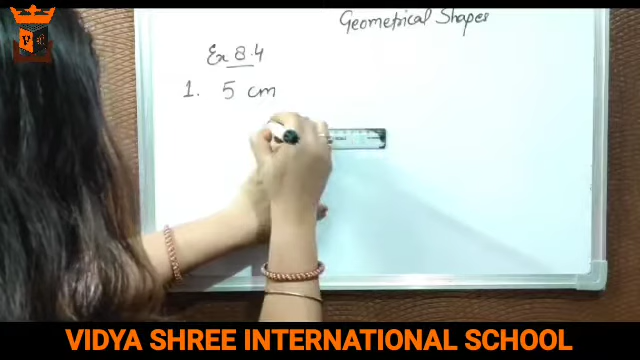 Geometrical Shapes
Ex 8.4
1. 5 cm
VIDYA SHREE INTERNATIONAL SCHOOL